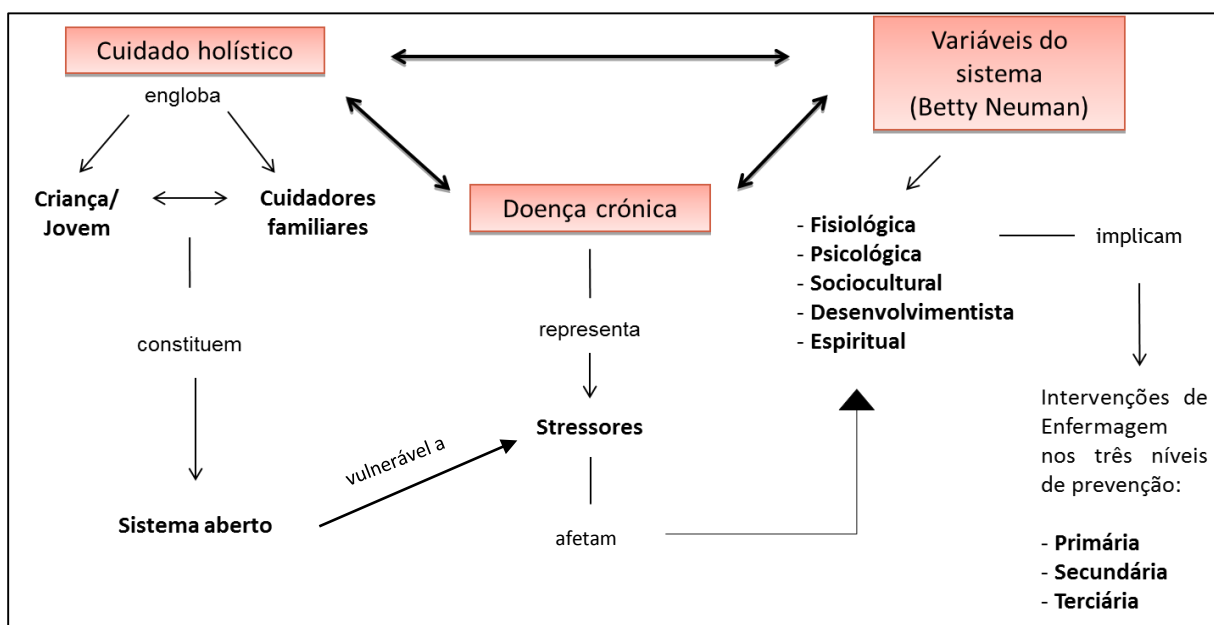 Cuidado holístico
engloba
Criança/
Jovem
Cuidadores
familiares
constituem
Sistema aberto
vulnerável a
Doença crónica
representa
Stressores
afetam
Variáveis do
sistema
(Betty Neuman)
- Fisiológica
- Psicológica
- Sociocultural
- Desenvolvimentista
- Espiritual
implicam
Intervenções de
Enfermagem
nos três níveis
de prevenção:
- Primária
- Secundária
- Terciária